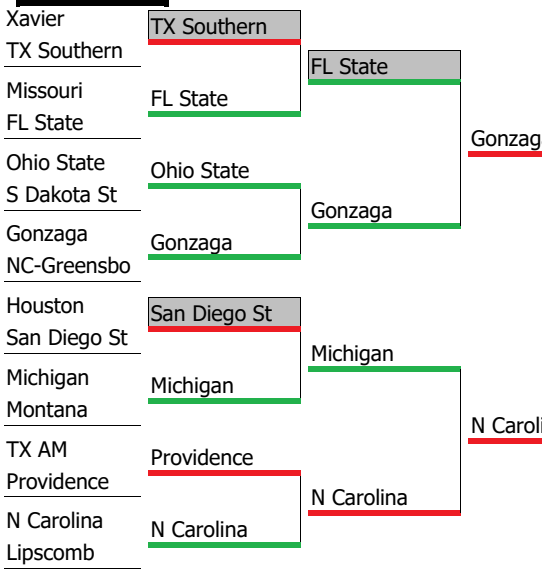 Xavier
TX Southern
Missouri
FL State
Ohio State
S Dakota St
Gonzaga
NC-Greensbo
Houston
San Diego St
Michigan
Montana
TX AM
Providence
N Carolina
Lipscomb
TX Southern
FL State
Ohio State
Gonzaga
San Diego St
Michigan
Providence
N Carolina
FL State
Gonzaga
Michigan
N Carolina
Gonzag
N Caroli